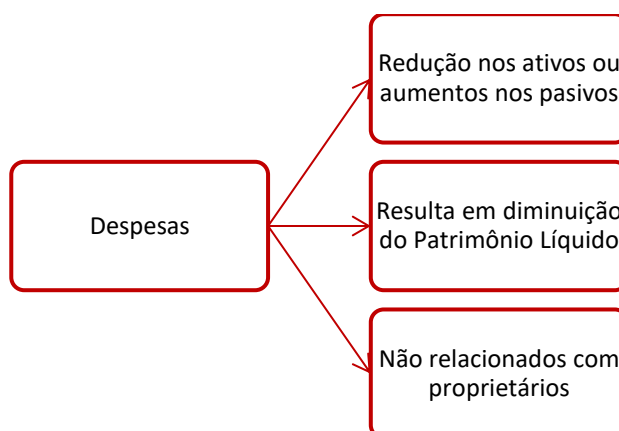 Redução nos ativos ou
aumentos nos pasivos
Despesas
Resulta em diminuição
do Patrimônio Líquido
Não relacionados com
proprietários